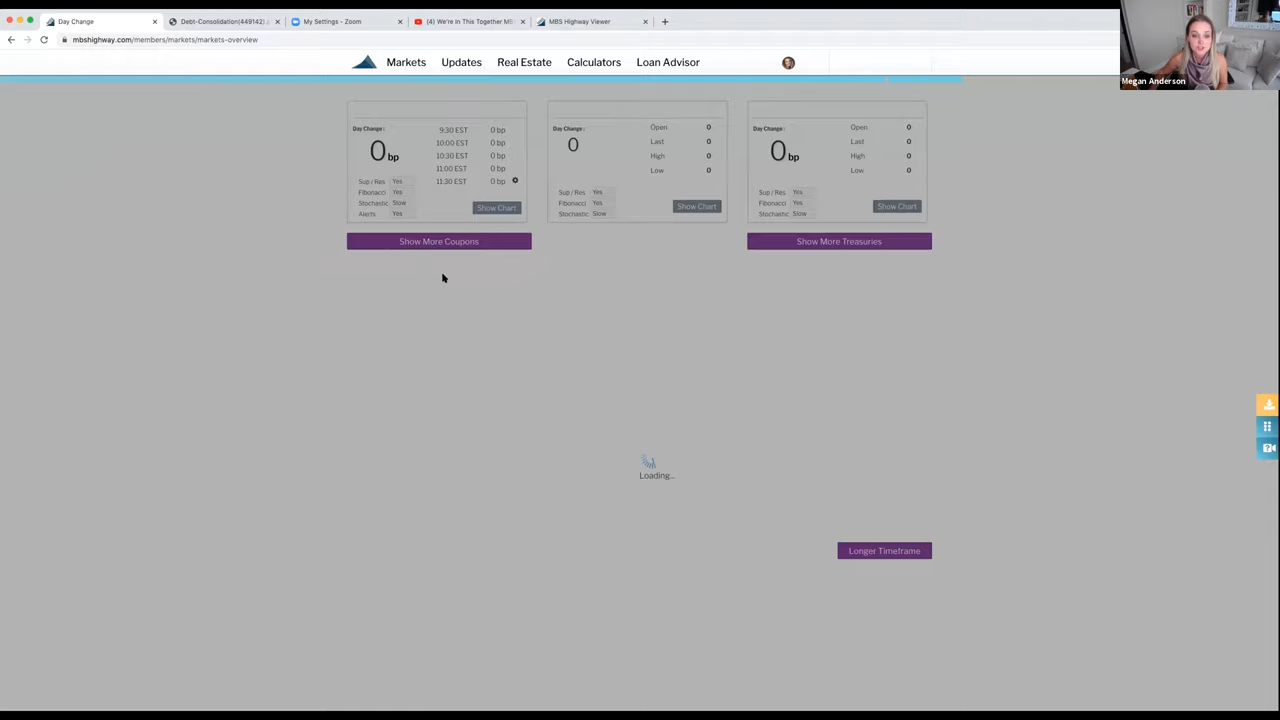 Day Change
Debt-Consolidation(449142).
My Settings - Zoom
(4) We're In This Together MB
MBS Highway Viewer
mbshighway.com/members/markets/markets-overview
Markets Updates Real Estate Calculators Loan Advisor
Megan Anderson
Day Change:
0 bp
9:30 EST 0 bp
10:00 EST 0 bp
10:30 EST 0 bp
11:00 EST 0 bp
11:30 EST 0 bp
Sup / Res Yes
Fibonacci Yes
Stochastic Slow
Alerts Yes
Show Chart
Day Change:
0
Open 0
Last 0
High 0
Low 0
Sup / Res Yes
Fibonacci Yes
Stochastic Slow
Show Chart
Day Change:
0 bp
Open 0
Last 0
High 0
Low 0
Sup / Res Yes
Fibonacci Yes
Stochastic Slow
Show Chart
Show More Coupons
Show More Treasuries
Loading...
Longer Timeframe